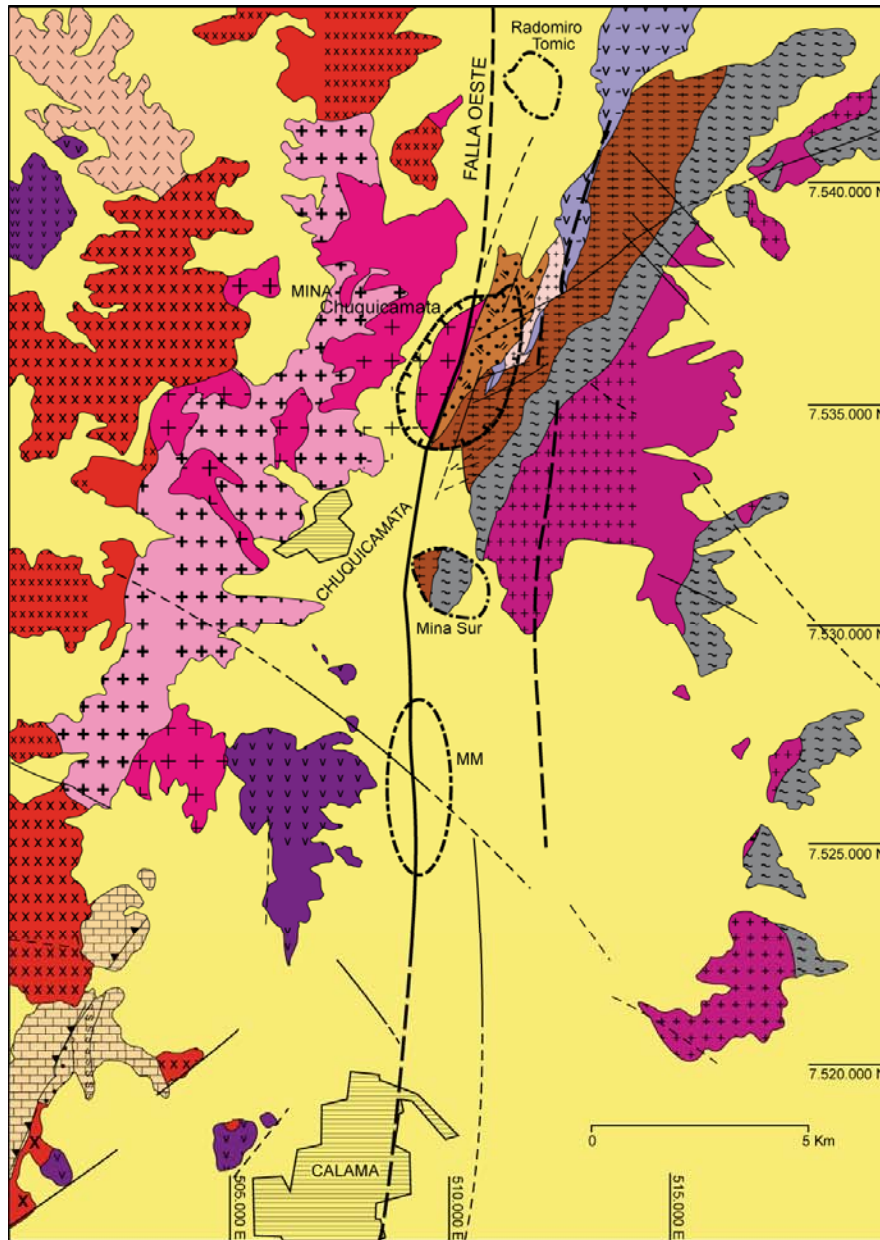 Radomiro
Tomic
FALLA OESTE
7.540.000 N
MINA
Chuquicamata
7.535.000 N
CHUQUICAMATA
Mina Sur
7.530.000 N
MM
7.525.000 N
7.520.000 N
0 5 Km
CALAMA
505.000 E
510.000 E
515.000 E